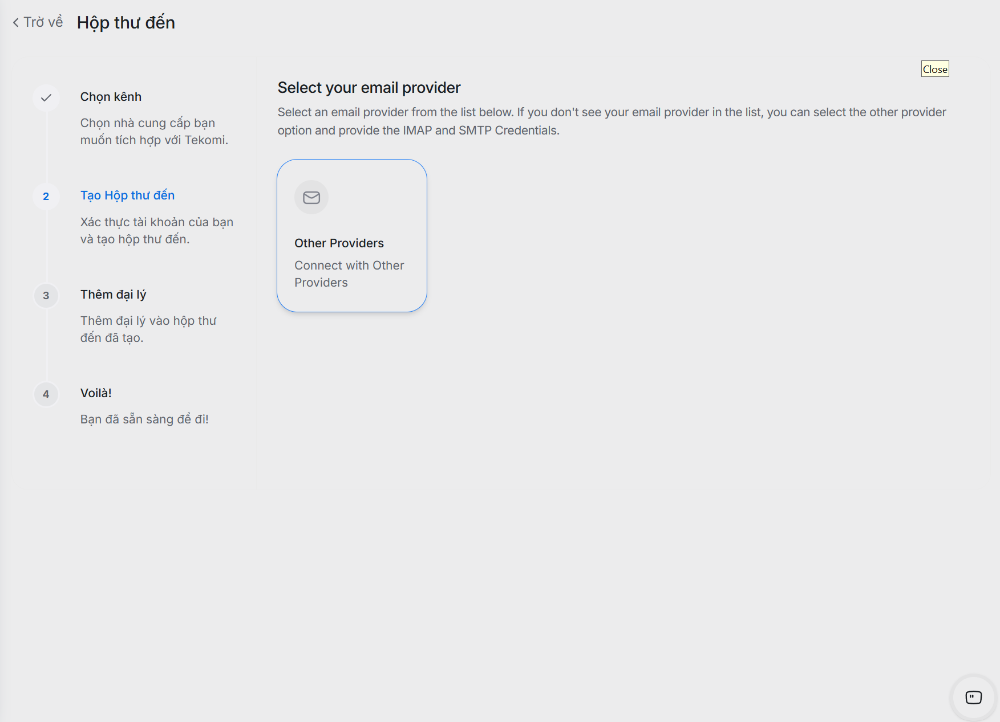 Trở về
Hộp thư đến
Close
Chọn kênh
Chọn nhà cung cấp bạn
muốn tích hợp với Tekomi.
2
Tạo Hộp thư đến
Xác thực tài khoản của bạn
và tạo hộp thư đến.
3
Thêm đại lý
Thêm đại lý vào hộp thư
đến đã tạo.
4
Voilà!
Bạn đã sẵn sàng để đi!
Select your email provider
Select an email provider from the list below. If you don't see your email provider in the list, you can select the other provider
option and provide the IMAP and SMTP Credentials.
Other Providers
Connect with Other
Providers